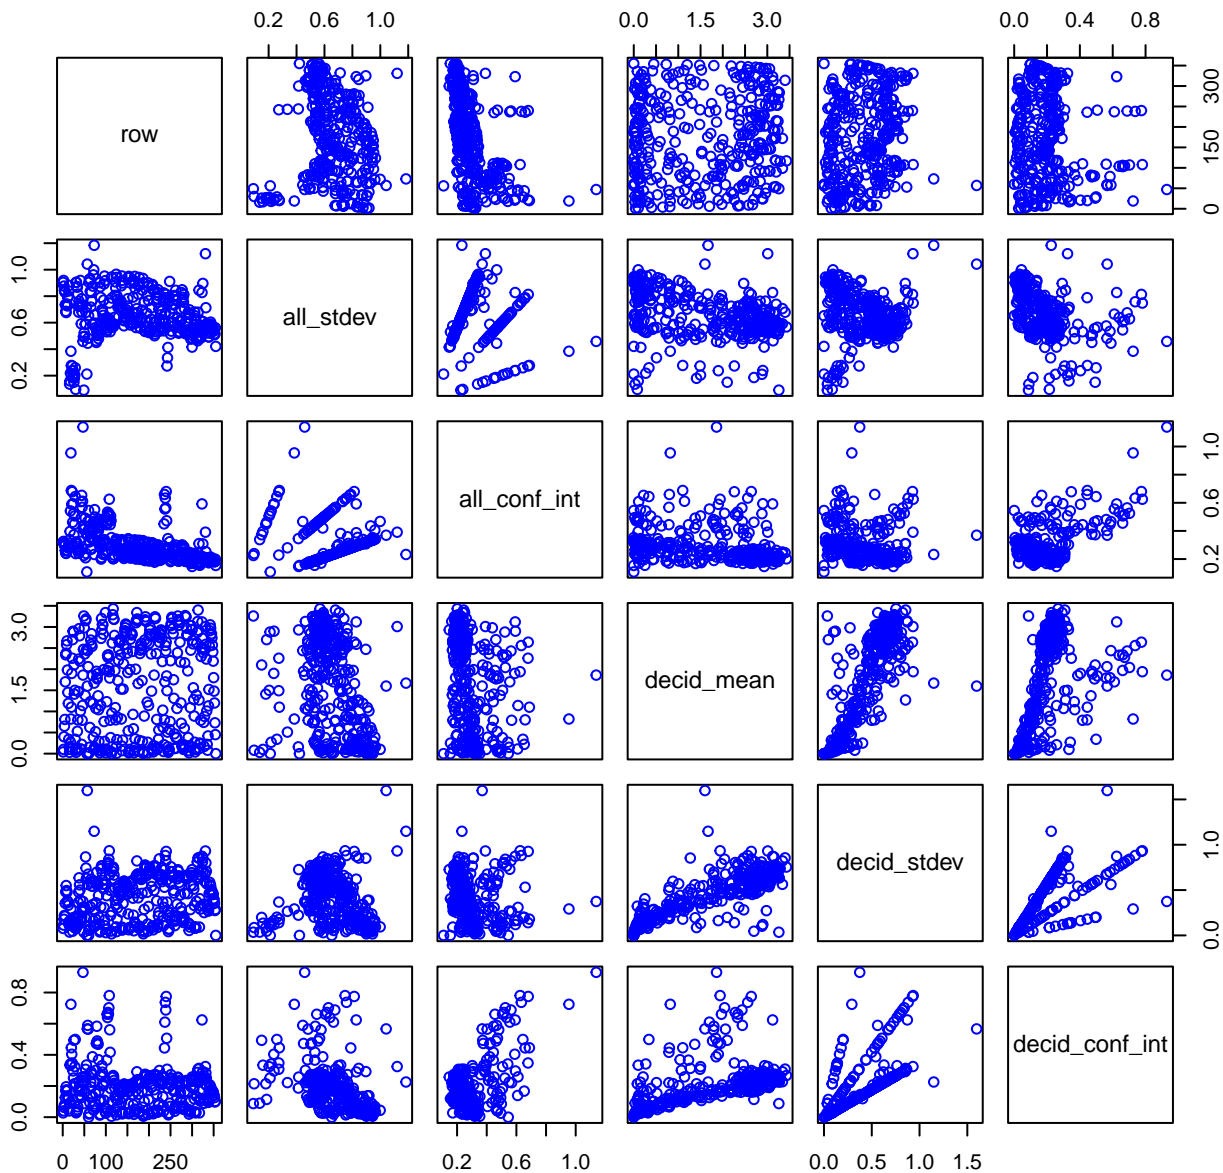 0.2 0.6 1.0 0.0 1.5 3.0 0.0 0.4 0.8
row 0 150 300
0.2 0.6 1.0 all_stdev
all_conf_int 0.2 0.6 1.0
0.0 1.5 3.0 decid_mean
decid_stdev 0.0 1.0
0.0 0.4 0.8 decid_conf_int
0 100 250 0.2 0.6 1.0 0.0 0.5 1.0 1.5